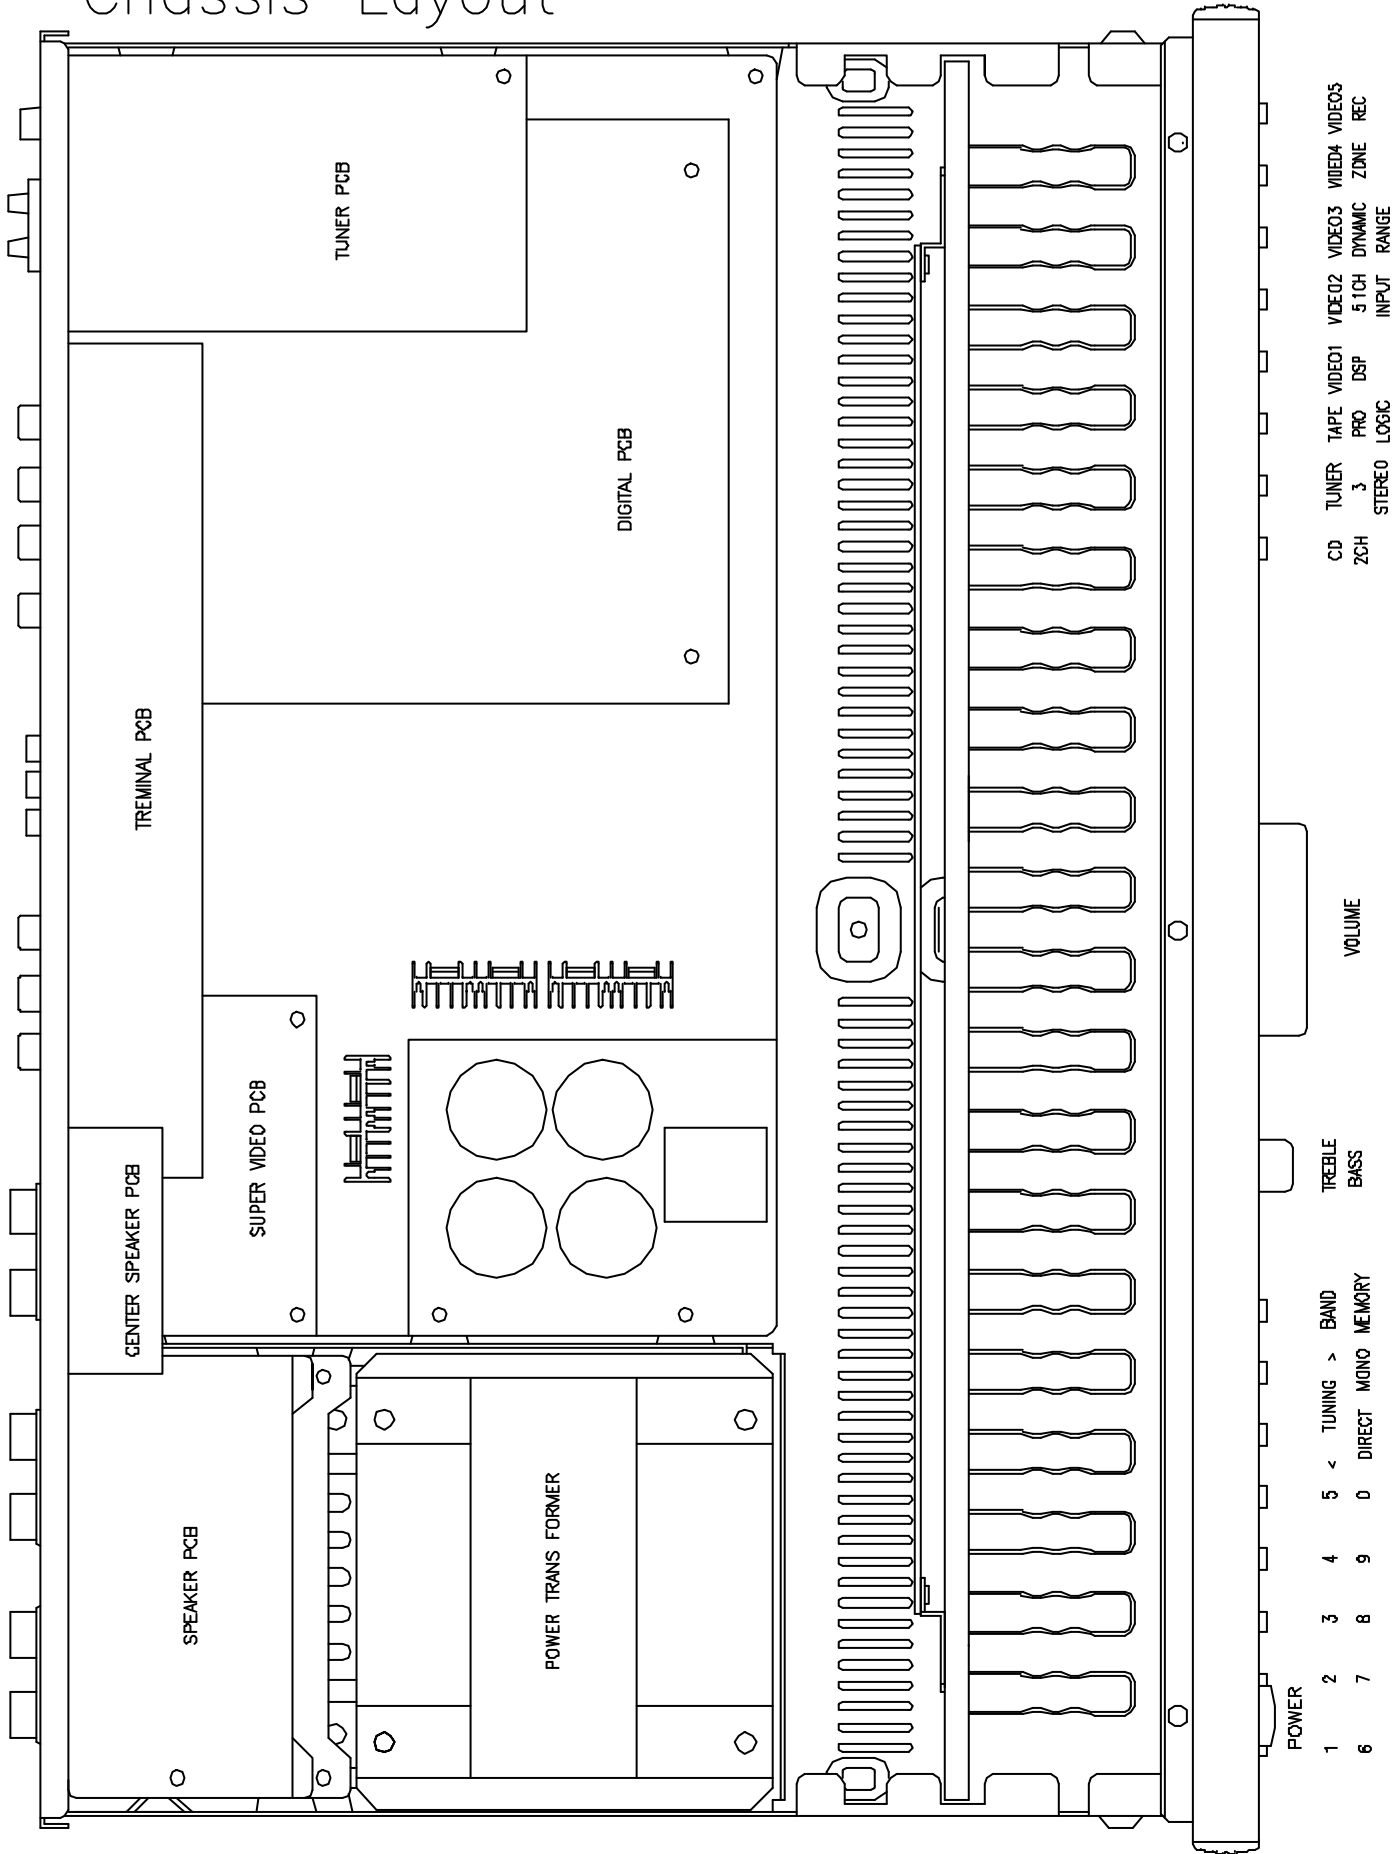 Chassis Layout
TUNER PCB
DIGITAL PCB
TREMINAL PCB
SUPER VIDEO PCB
CENTER SPEAKER PCB
SPEAKER PCB
POWER TRANS FORMER
POWER
1 2 3 4 5 < TUNING > BAND
6 7 8 9 0 DIRECT MONO MEMORY
TREBLE
BASS
VOLUME
CD TUNER TAPE VIDEO1 VIDEO2 VIDEO3 VIDEO4 VIDEO5
2CH 3 PRO DSP 5.1CH DYNAMIC ZONE REC
STEREO LOGIC INPUT RANGE